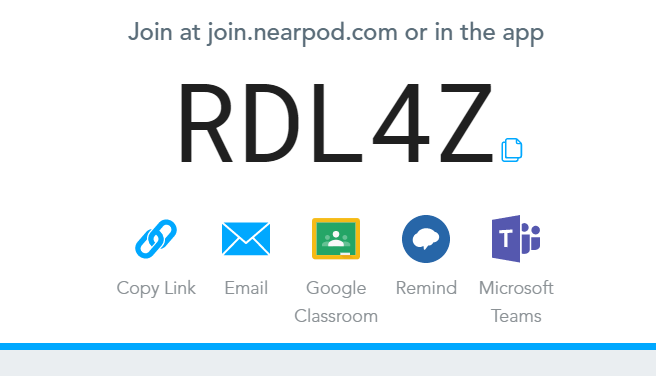 Join at join.nearpod.com or in the app
RDL4Z
Copy Link
Email
Google
Classroom
Remind
Microsoft
Teams